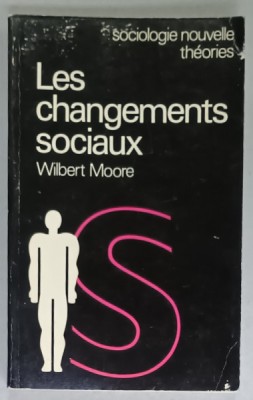 sociologie nouvelle
théories
Les
changements
sociaux
Wilbert Moore
S